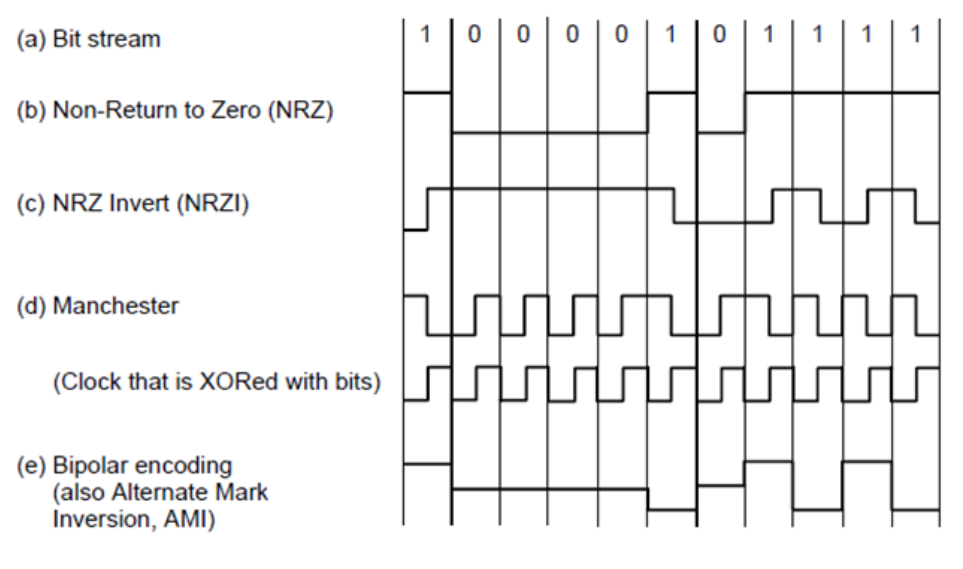 (a) Bit stream 1 0 0 0 0 1 0 1 1 1 1
(b) Non-Return to Zero (NRZ)
(c) NRZ Invert (NRZI)
(d) Manchester
(Clock that is XORed with bits)
(e) Bipolar encoding
(also Alternate Mark
Inversion, AMI)